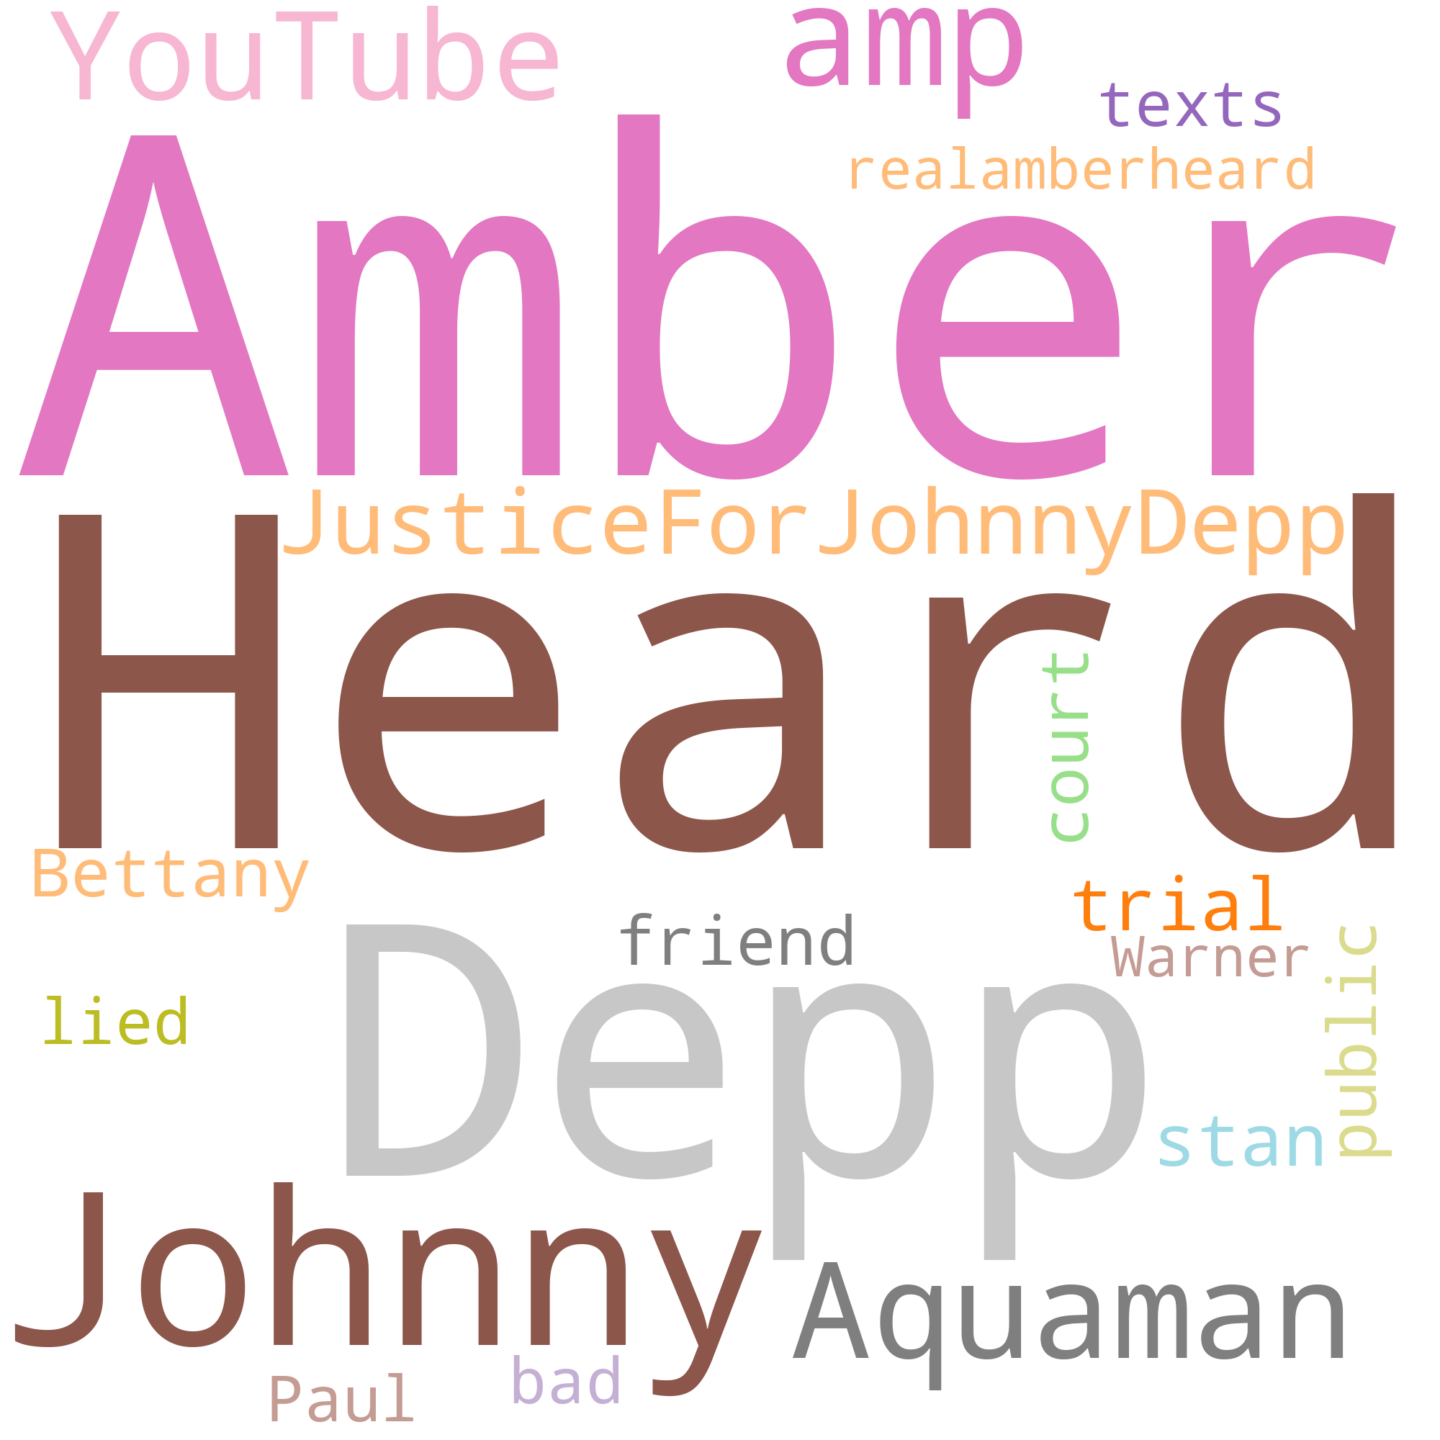 YouTube
amp
texts
realamberheard
Amber
JusticeForJohnnyDepp
Heard
court
Bettany
trial
friend
Warner
public
lied
Depp
stan
Johnny
Aquaman
Paul
bad